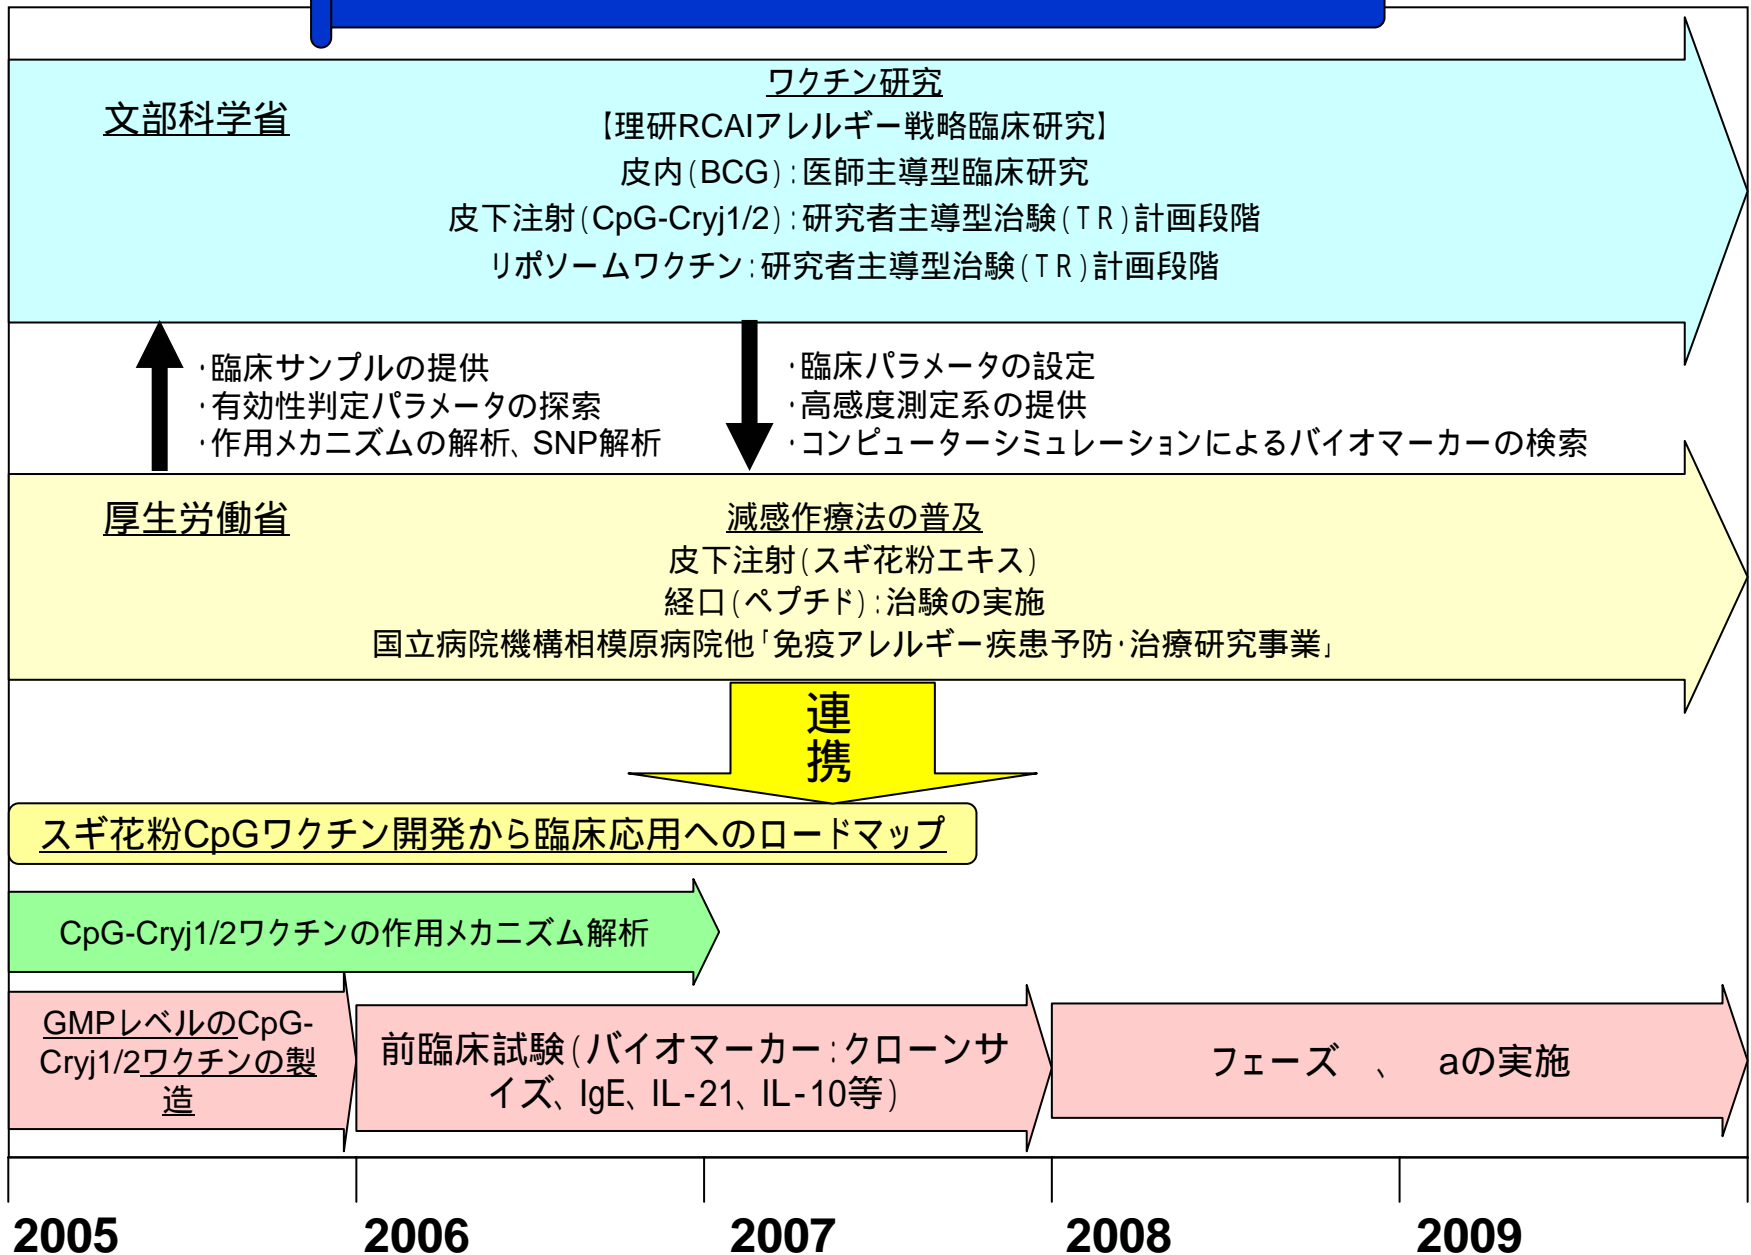 文部科学省
ワクチン研究
【理研RCAIアレルギー戦略臨床研究】
皮内(BCG):医師主導型臨床研究
皮下注射(CpG-Cryj1/2):研究者主導型治験(TR)計画段階
リポソームワクチン:研究者主導型治験(TR)計画段階
・臨床サンプルの提供
・有効性判定パラメータの探索
・作用メカニズムの解析、SNP解析
・臨床パラメータの設定
・高感度測定系の提供
・コンピューターシミュレーションによるバイオマーカーの検索
厚生労働省
減感作療法の普及
皮下注射(スギ花粉エキス)
経口(ペプチド):治験の実施
国立病院機構相模原病院他「免疫アレルギー疾患予防・治療研究事業」
連
携
スギ花粉CpGワクチン開発から臨床応用へのロードマップ
CpG-Cryj1/2ワクチンの作用メカニズム解析
GMPレベルのCpG-
Cryj1/2ワクチンの製
造
前臨床試験(バイオマーカー:クローンサ
イズ、IgE、IL-21、IL-10等)
フェーズ 、 aの実施
2005 2006 2007 2008 2009